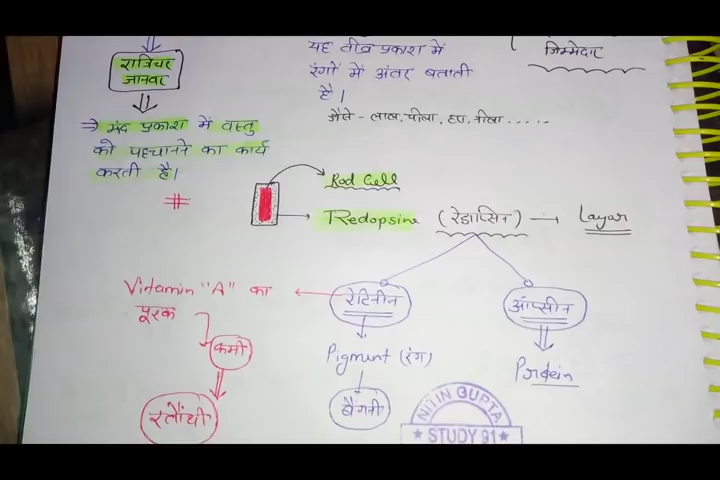 रात्रिचर
जानवर
⇒ मंद प्रकाश में वस्तु
को पहचानने का कार्य
करती है।
यह तीव्र प्रकाश में
रंगों में अंतर बताती
है।
जैसे - लाल, पीला, हरा, नीला .....
जिम्मेदार
Rod Cell
Redopsine (रेडाप्सिन) → Layar
Vitamin "A" का
पूरक
कमी
रतौंधी
रेटिनीन
Pigment (रंग)
बैंगनी
ऑप्सीन
Protein
NITIN GUPTA
★ STUDY 91 ★